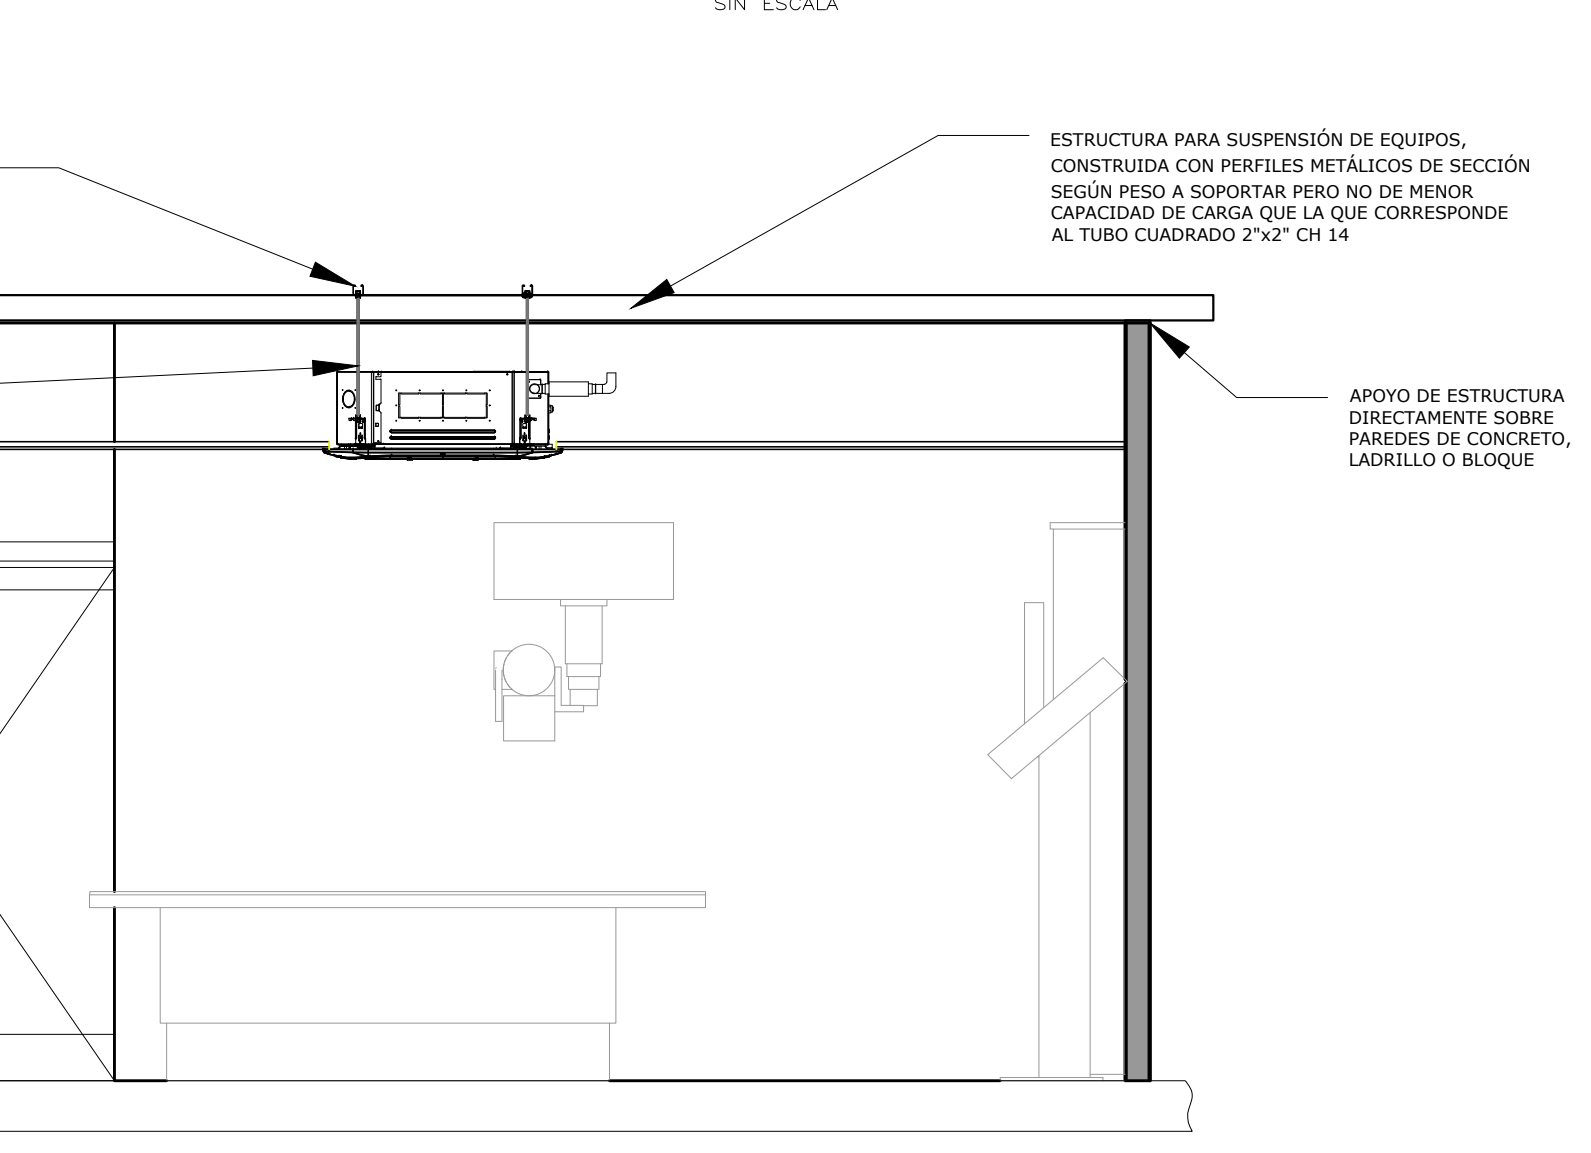 SIN ESCALA
ESTRUCTURA PARA SUSPENSIÓN DE EQUIPOS,
CONSTRUIDA CON PERFILES METÁLICOS DE SECCIÓN
SEGÚN PESO A SOPORTAR PERO NO DE MENOR
CAPACIDAD DE CARGA QUE LA QUE CORRESPONDE
AL TUBO CUADRADO 2"x2" CH 14
APOYO DE ESTRUCTURA
DIRECTAMENTE SOBRE
PAREDES DE CONCRETO,
LADRILLO O BLOQUE